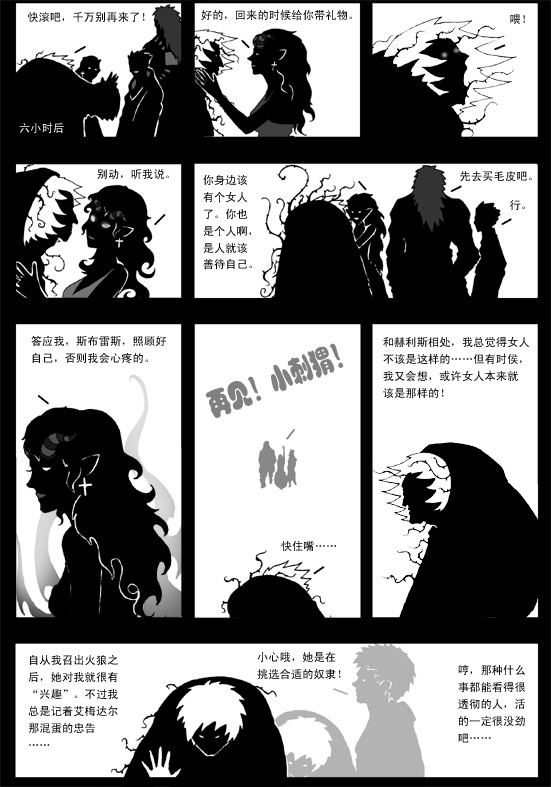 快滚吧，千万别再来了！
六小时后
好的，回来的时候给你带礼物。
喂！
别动，听我说。
你身边该
有个女人
了。你也
是个人啊，
是人就该
善待自己。
先去买毛皮吧。
行。
答应我，斯布雷斯，照顾好
自己，否则我会心疼的。
再见！小刺猬！
快住嘴……
和赫利斯相处，我总觉得女人
不该是这样的……但有时侯，
我又会想，或许女人本来就
该是那样的！
自从我召出火狼之
后，她对我就很有
“兴趣”。不过我
总是记着艾梅达尔
那混蛋的忠告
……
小心哦，她是在
挑选合适的奴隶！
哼，那种什么
事都能看得很
透彻的人，活
的一定很没劲
吧……